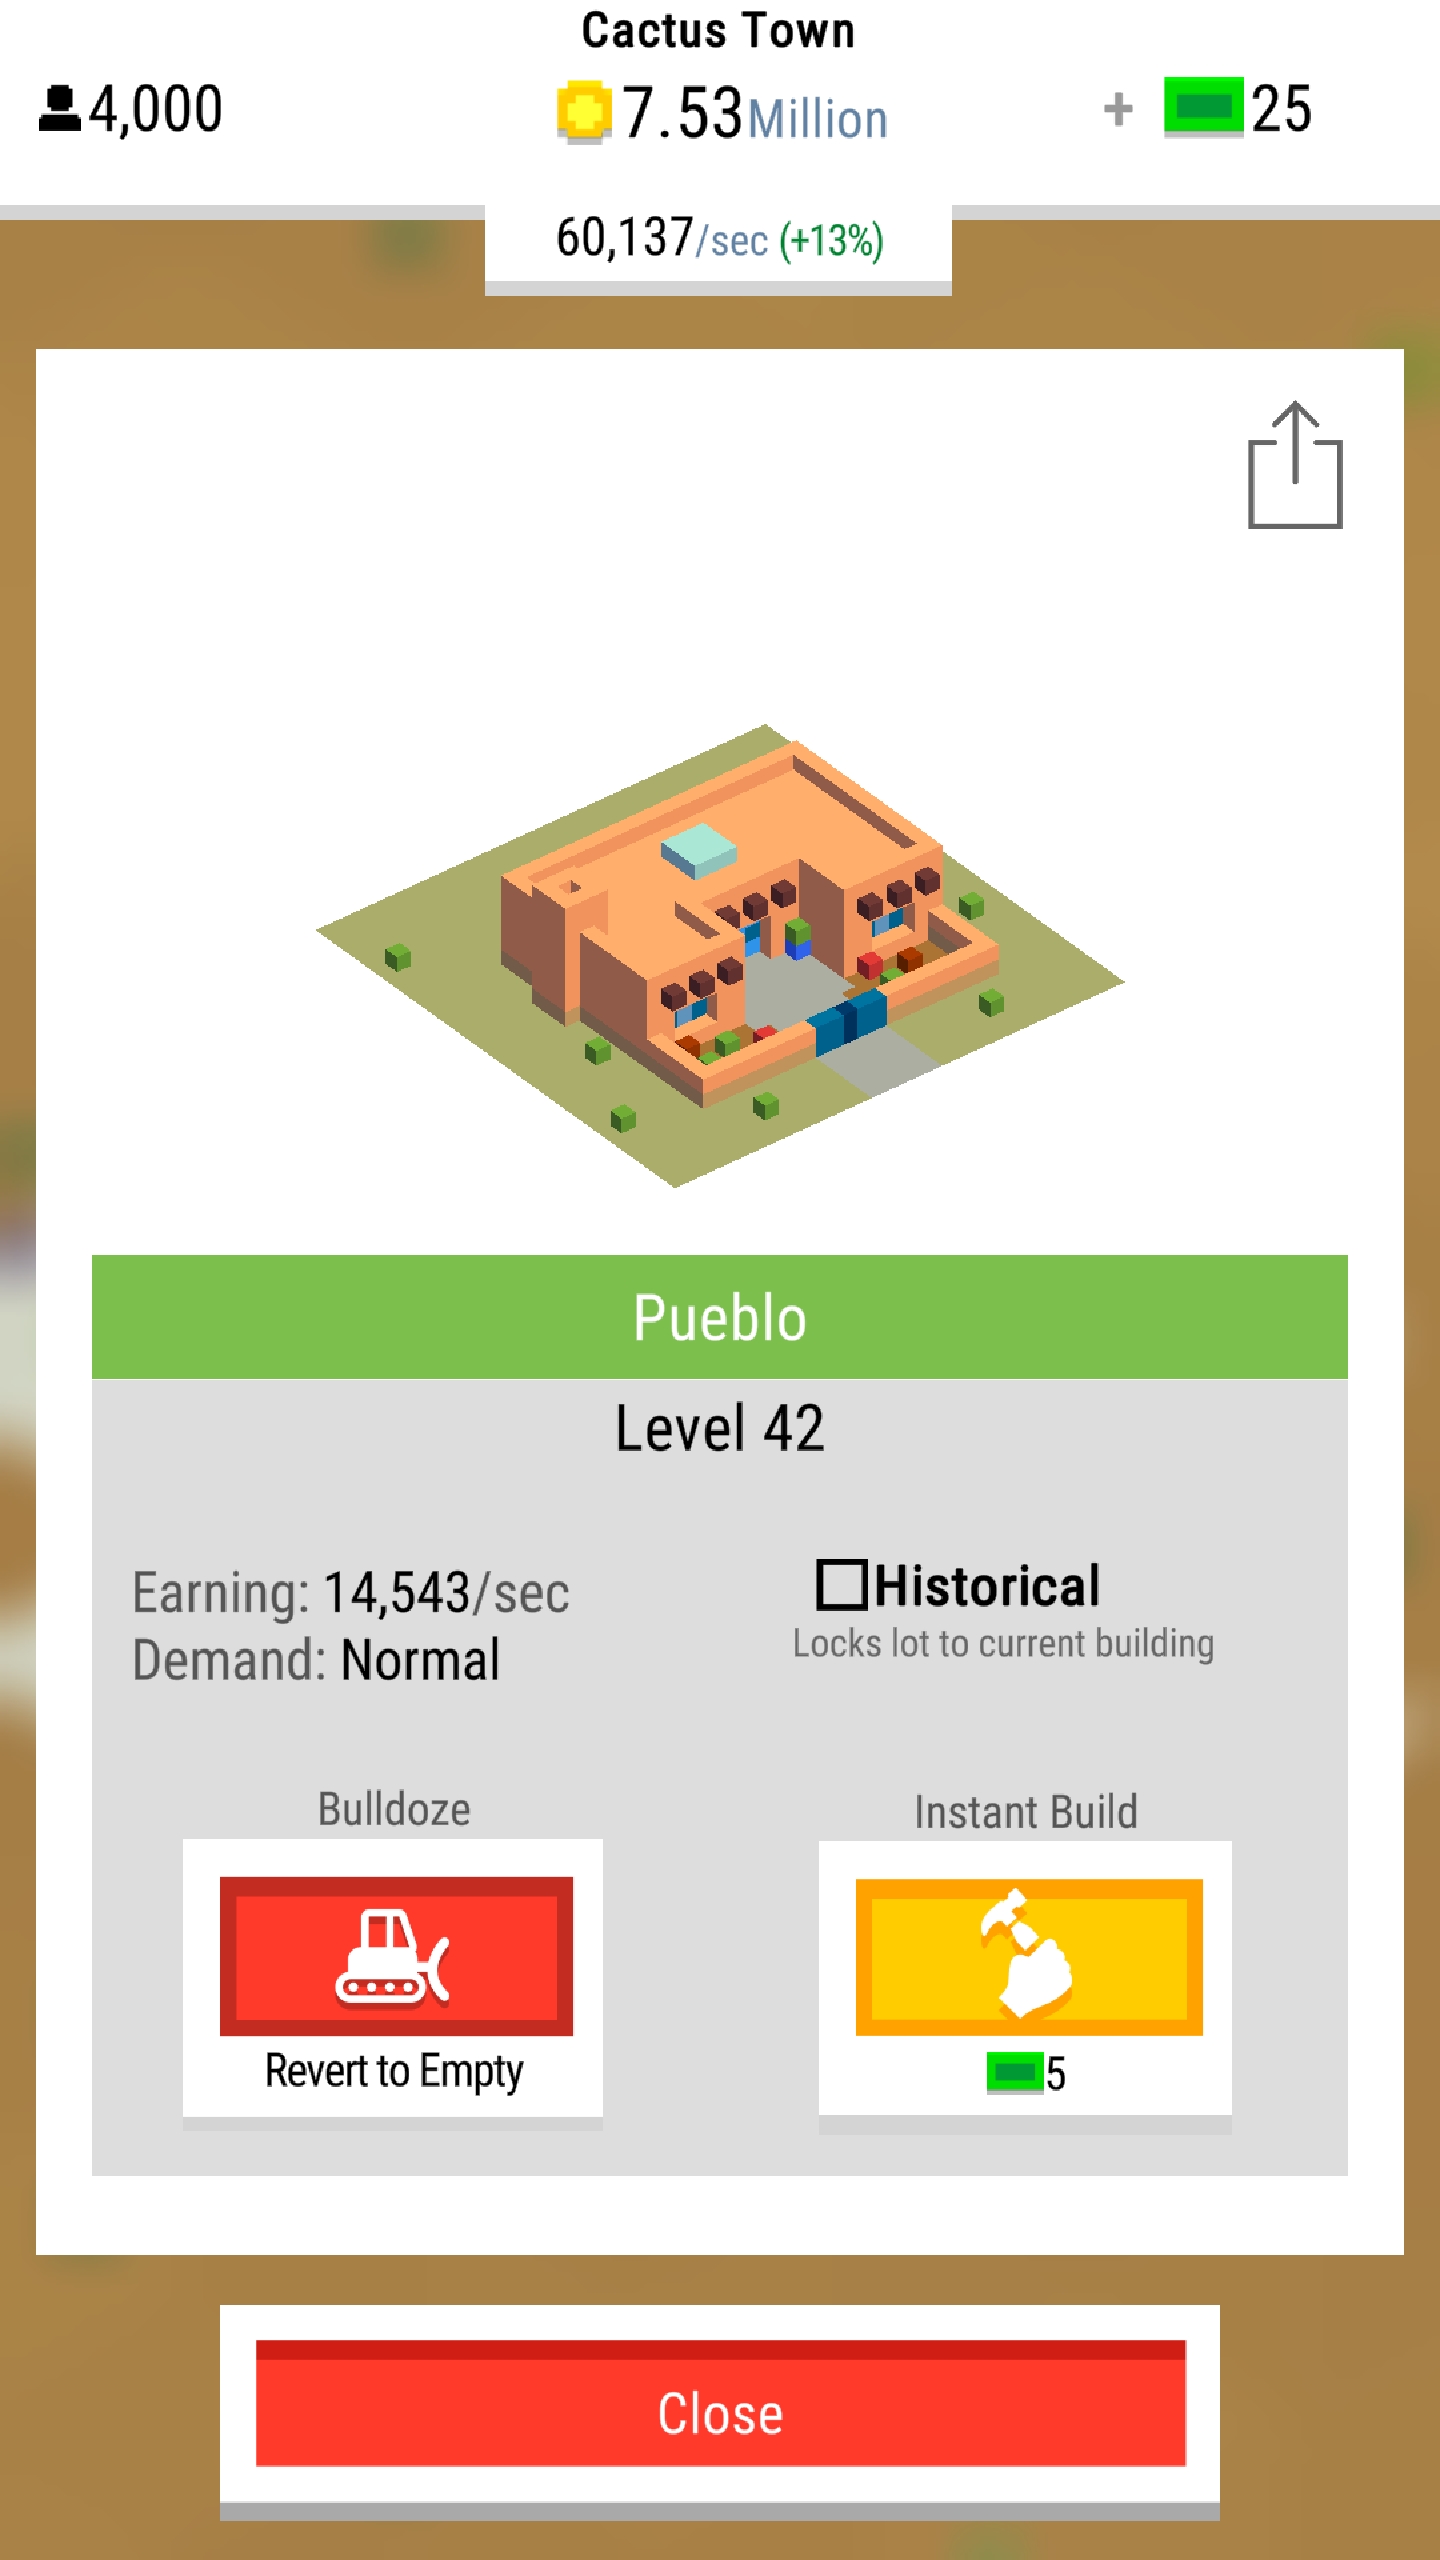 Cactus Town
4,000
7.53Million
+ 25
60,137/sec (+13%)
Pueblo
Level 42
Earning: 14,543/sec
Demand: Normal
Historical
Locks lot to current building
Bulldoze
Revert to Empty
Instant Build
5
Close